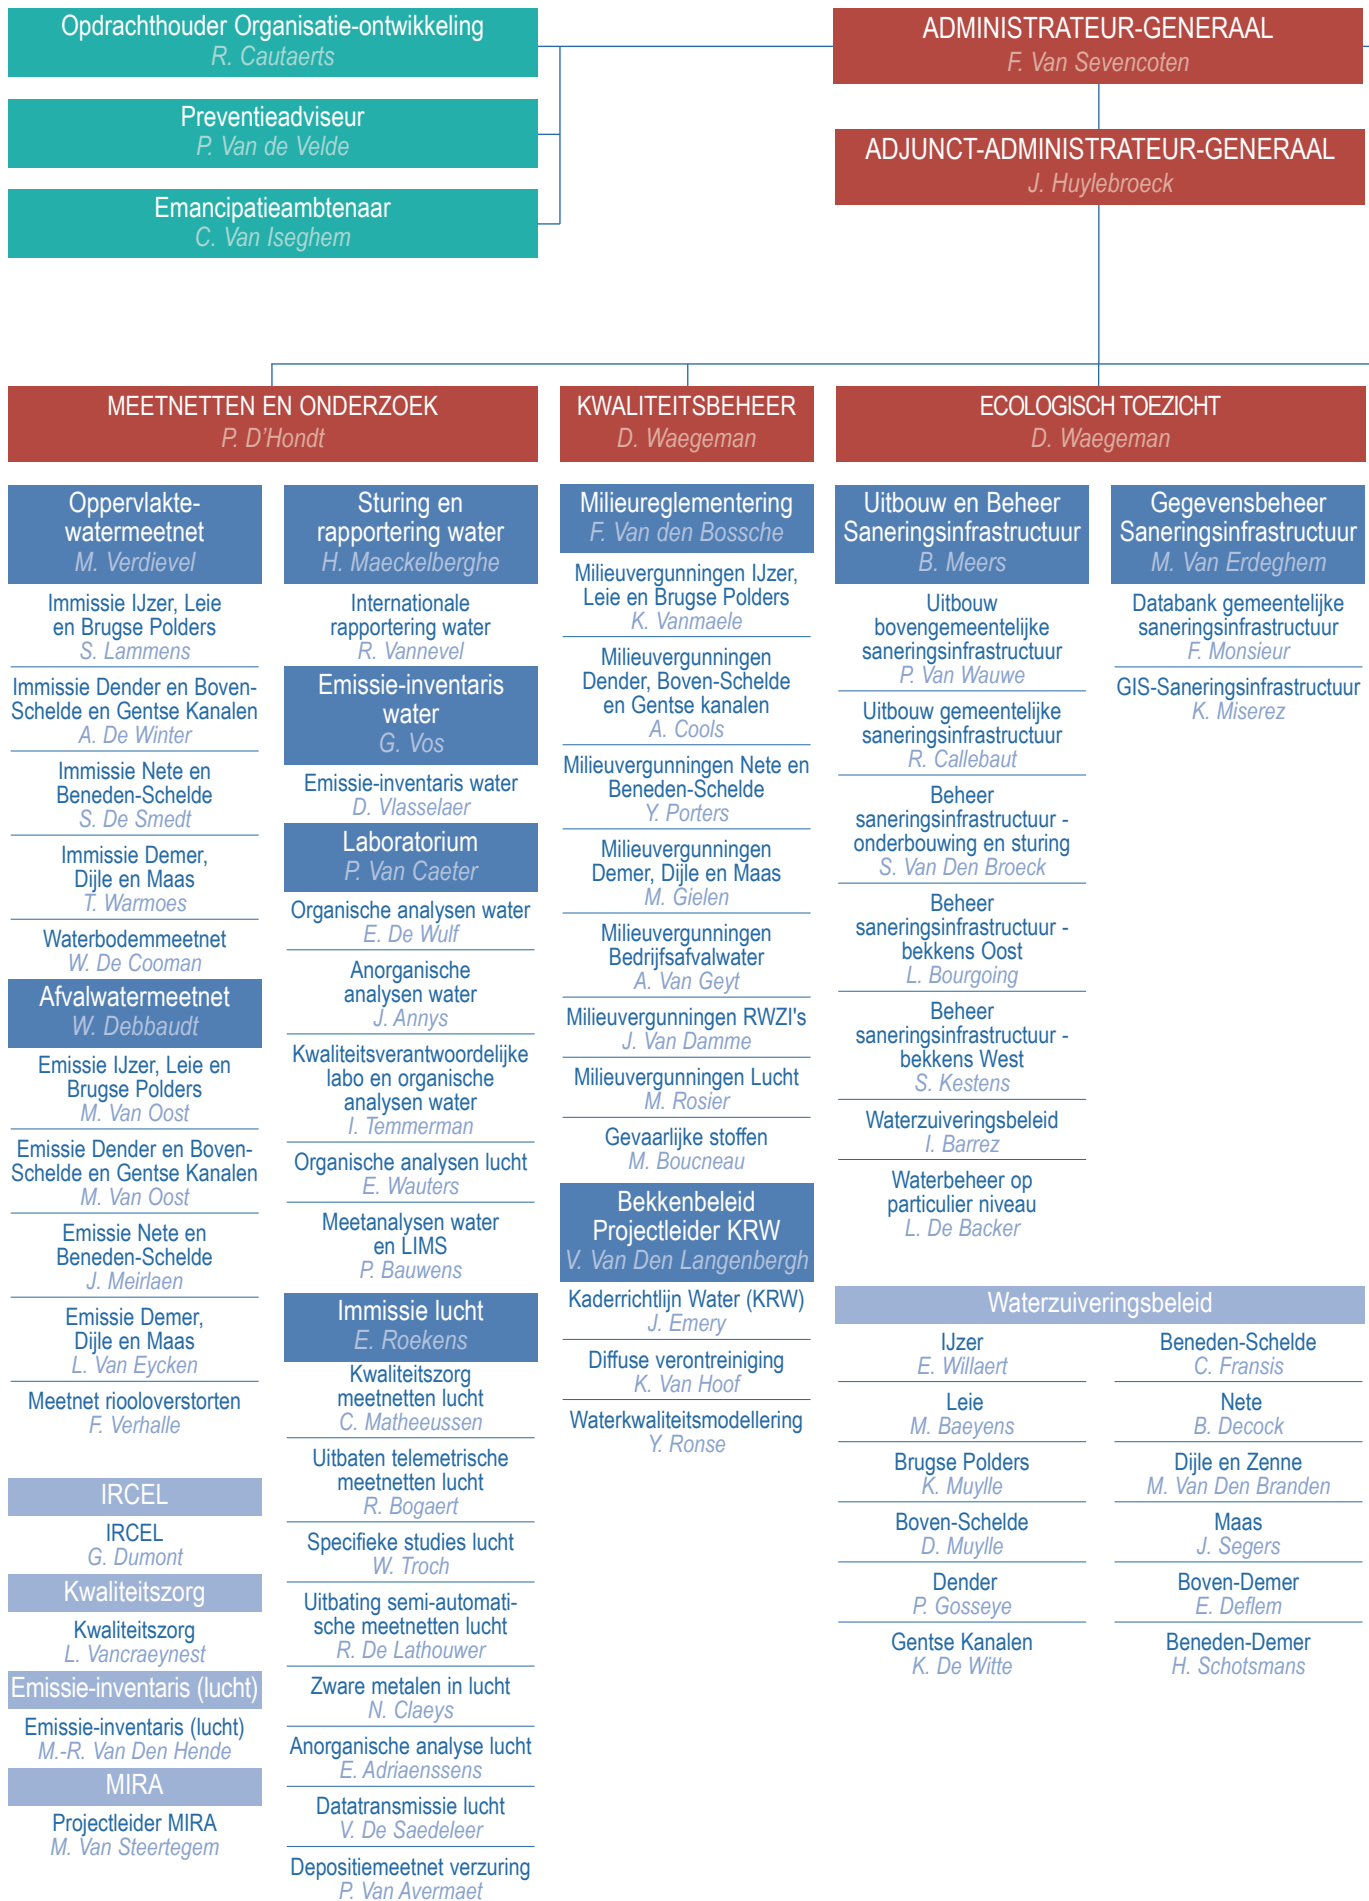 Opdrachthouder Organisatie-ontwikkeling
R. Cautaerts
Preventieadviseur
P. Van de Velde
Emancipatieambtenaar
C. Van Iseghem
ADMINISTRATEUR-GENERAAL
F. Van Sevencoten
ADJUNCT-ADMINISTRATEUR-GENERAAL
J. Huylebroeck
MEETNETTEN EN ONDERZOEK
P. D'Hondt
Oppervlakte-
watermeetnet
M. Verdievel
Immissie IJzer, Leie
en Brugse Polders
S. Lammens
Immissie Dender en Boven-
Schelde en Gentse Kanalen
A. De Winter
Immissie Nete en
Beneden-Schelde
S. De Smedt
Immissie Demer,
Dijle en Maas
T. Warmoes
Waterbodemmeetnet
W. De Cooman
Afvalwatermeetnet
W. Debbaudt
Emissie IJzer, Leie en
Brugse Polders
M. Van Oost
Emissie Dender en Boven-
Schelde en Gentse Kanalen
M. Van Oost
Emissie Nete en
Beneden-Schelde
J. Meirlaen
Emissie Demer,
Dijle en Maas
L. Van Eycken
Meetnet riooloverstorten
F. Verhalle
IRCEL
IRCEL
G. Dumont
Kwaliteitszorg
Kwaliteitszorg
L. Vancraeynest
Emissie-inventaris (lucht)
Emissie-inventaris (lucht)
M.-R. Van Den Hende
MIRA
Projectleider MIRA
M. Van Steertegem
Sturing en
rapportering water
H. Maeckelberghe
Internationale
rapportering water
R. Vannevel
Emissie-inventaris
water
G. Vos
Emissie-inventaris water
D. Vlasselaer
Laboratorium
P. Van Caeter
Organische analysen water
E. De Wulf
Anorganische
analysen water
J. Annys
Kwaliteitsverantwoordelijke
labo en organische
analysen water
I. Temmerman
Organische analysen lucht
E. Wauters
Meetanalysen water
en LIMS
P. Bauwens
Immissie lucht
E. Roekens
Kwaliteitszorg
meetnetten lucht
C. Matheeussen
Uitbaten telemetrische
meetnetten lucht
R. Bogaert
Specifieke studies lucht
W. Troch
Uitbating semi-automati-
sche meetnetten lucht
R. De Lathouwer
Zware metalen in lucht
N. Claeys
Anorganische analyse lucht
E. Adriaenssens
Datatransmissie lucht
V. De Saedeleer
Depositiemeetnet verzuring
P. Van Avermaet
KWALITEITSBEHEER
D. Waegeman
Milieureglementering
F. Van den Bossche
Milieuvergunningen IJzer,
Leie en Brugse Polders
K. Vanmaele
Milieuvergunningen
Dender, Boven-Schelde
en Gentse kanalen
A. Cools
Milieuvergunningen Nete en
Beneden-Schelde
Y. Porters
Milieuvergunningen
Demer, Dijle en Maas
M. Gielen
Milieuvergunningen
Bedrijfsafvalwater
A. Van Geyt
Milieuvergunningen RWZI's
J. Van Damme
Milieuvergunningen Lucht
M. Rosier
Gevaarlijke stoffen
M. Boucneau
Bekkenbeleid
Projectleider KRW
V. Van Den Langenbergh
Kaderrichtlijn Water (KRW)
J. Emery
Diffuse verontreiniging
K. Van Hoof
Waterkwaliteitsmodellering
Y. Ronse
ECOLOGISCH TOEZICHT
D. Waegeman
Uitbouw en Beheer
Saneringsinfrastructuur
B. Meers
Uitbouw
bovengemeentelijke
saneringsinfrastructuur
P. Van Wauwe
Uitbouw gemeentelijke
saneringsinfrastructuur
R. Callebaut
Beheer
saneringsinfrastructuur -
onderbouwing en sturing
S. Van Den Broeck
Beheer
saneringsinfrastructuur -
bekkens Oost
L. Bourgoing
Beheer
saneringsinfrastructuur -
bekkens West
S. Kestens
Waterzuiveringsbeleid
I. Barrez
Waterbeheer op
particulier niveau
L. De Backer
Gegevensbeheer
Saneringsinfrastructuur
M. Van Erdeghem
Databank gemeentelijke
saneringsinfrastructuur
F. Monsieur
GIS-Saneringsinfrastructuur
K. Miserez
Waterzuiveringsbeleid
IJzer
E. Willaert
Leie
M. Baeyens
Brugse Polders
K. Muylle
Boven-Schelde
D. Muylle
Dender
P. Gosseye
Gentse Kanalen
K. De Witte
Beneden-Schelde
C. Fransis
Nete
B. Decock
Dijle en Zenne
M. Van Den Branden
Maas
J. Segers
Boven-Demer
E. Deflem
Beneden-Demer
H. Schotsmans